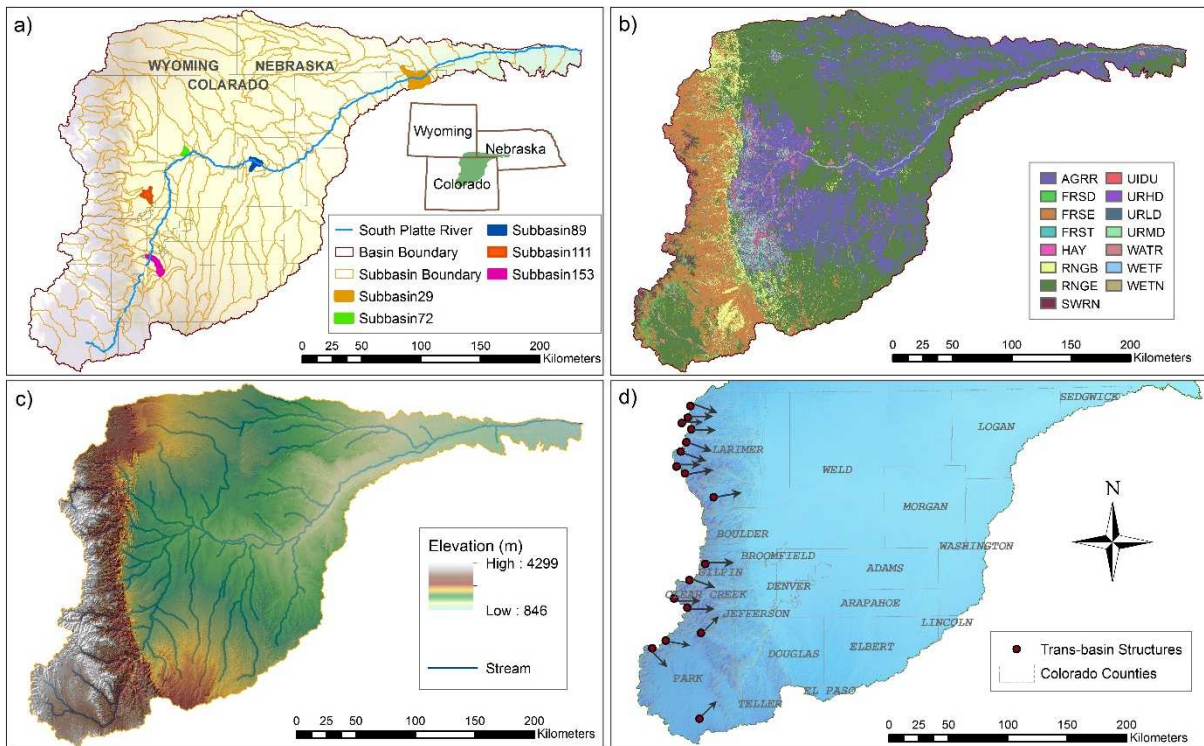 a)
WYOMING NEBRASKA
COLARADO
Wyoming
Nebraska
Colorado
South Platte River
Basin Boundary
Subbasin Boundary
Subbasin29
Subbasin72
Subbasin89
Subbasin111
Subbasin153
0 25 50 100 150 200
Kilometers
b)
AGRR
FRSD
FRSE
FRST
HAY
RNGB
RNGE
SWRN
UIDU
URHD
URLD
URMD
WATR
WETF
WETN
0 25 50 100 150 200
Kilometers
c)
Elevation (m)
High : 4299
Low : 846
Stream
0 25 50 100 150 200
Kilometers
d)
SEDGWICK
LOGAN
LARIMER
WELD
MORGAN
BOULDER
BROOMFIELD
WASHINGTON
GILPIN
ADAMS
CLEAR CREEK
DENVER
JEFFERSON
ARAPAHOE
LINCOLN
DOUGLAS
ELBERT
PARK
TELLER
EL PASO
N
Trans-basin Structures
Colorado Counties
0 25 50 100 150 200
Kilometers